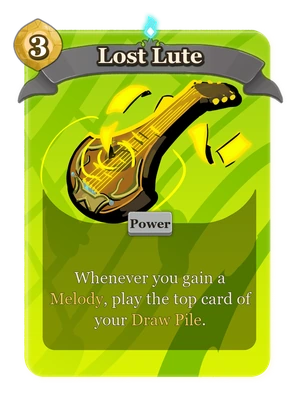 3
Lost Lute
Power
Whenever you gain a
Melody, play the top card of
your Draw Pile.